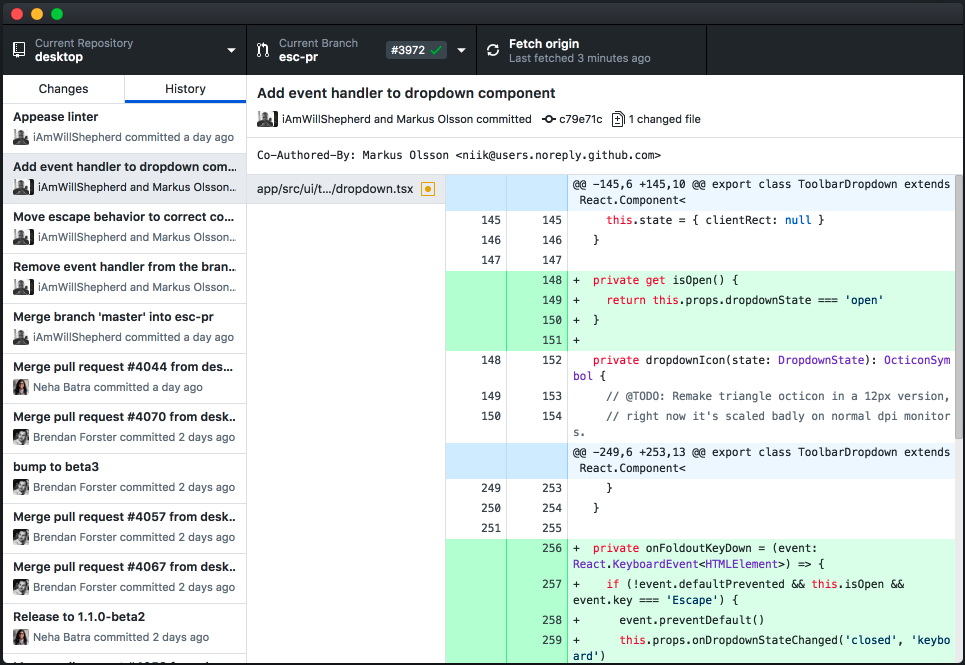 Current Repository
desktop
Current Branch
esc-pr
#3972
Fetch origin
Last fetched 3 minutes ago
Changes
History
Appease linter
iAmWillShepherd committed a day ago
Add event handler to dropdown com...
iAmWillShepherd and Markus Olsson...
Move escape behavior to correct co...
iAmWillShepherd and Markus Olsson...
Remove event handler from the bran...
iAmWillShepherd and Markus Olsson...
Merge branch 'master' into esc-pr
iAmWillShepherd committed a day ago
Merge pull request #4044 from des...
Neha Batra committed a day ago
Merge pull request #4070 from desk...
Brendan Forster committed 2 days ago
bump to beta3
Brendan Forster committed 2 days ago
Merge pull request #4057 from desk..
Brendan Forster committed 2 days ago
Merge pull request #4067 from desk..
Brendan Forster committed 2 days ago
Release to 1.1.0-beta2
Neha Batra committed 2 days ago
Add event handler to dropdown component
iAmWillShepherd and Markus Olsson committed c79e71c 1 changed file
Co-Authored-By: Markus Olsson <niik@users.noreply.github.com>
app/src/ui/t.../dropdown.tsx
@@ -145,6 +145,10 @@ export class ToolbarDropdown extends
React.Component<
145 145 this.state = { clientRect: null }
146 146 }
147 147
148 + private get isOpen() {
149 + return this.props.dropdownState === 'open'
150 + }
151 +
148 152 private dropdownIcon(state: DropdownState): OcticonSym
bol {
149 153 // @TODO: Remake triangle octicon in a 12px version,
150 154 // right now it's scaled badly on normal dpi monitor
s.
@@ -249,6 +253,13 @@ export class ToolbarDropdown extends
React.Component<
249 253 }
250 254 }
251 255
256 + private onFoldoutKeyDown = (event:
React.KeyboardEvent<HTMLElement>) => {
257 + if (!event.defaultPrevented && this.isOpen &&
event.key === 'Escape') {
258 + event.preventDefault()
259 + this.props.onDropdownStateChanged('closed', 'keybo
ard')